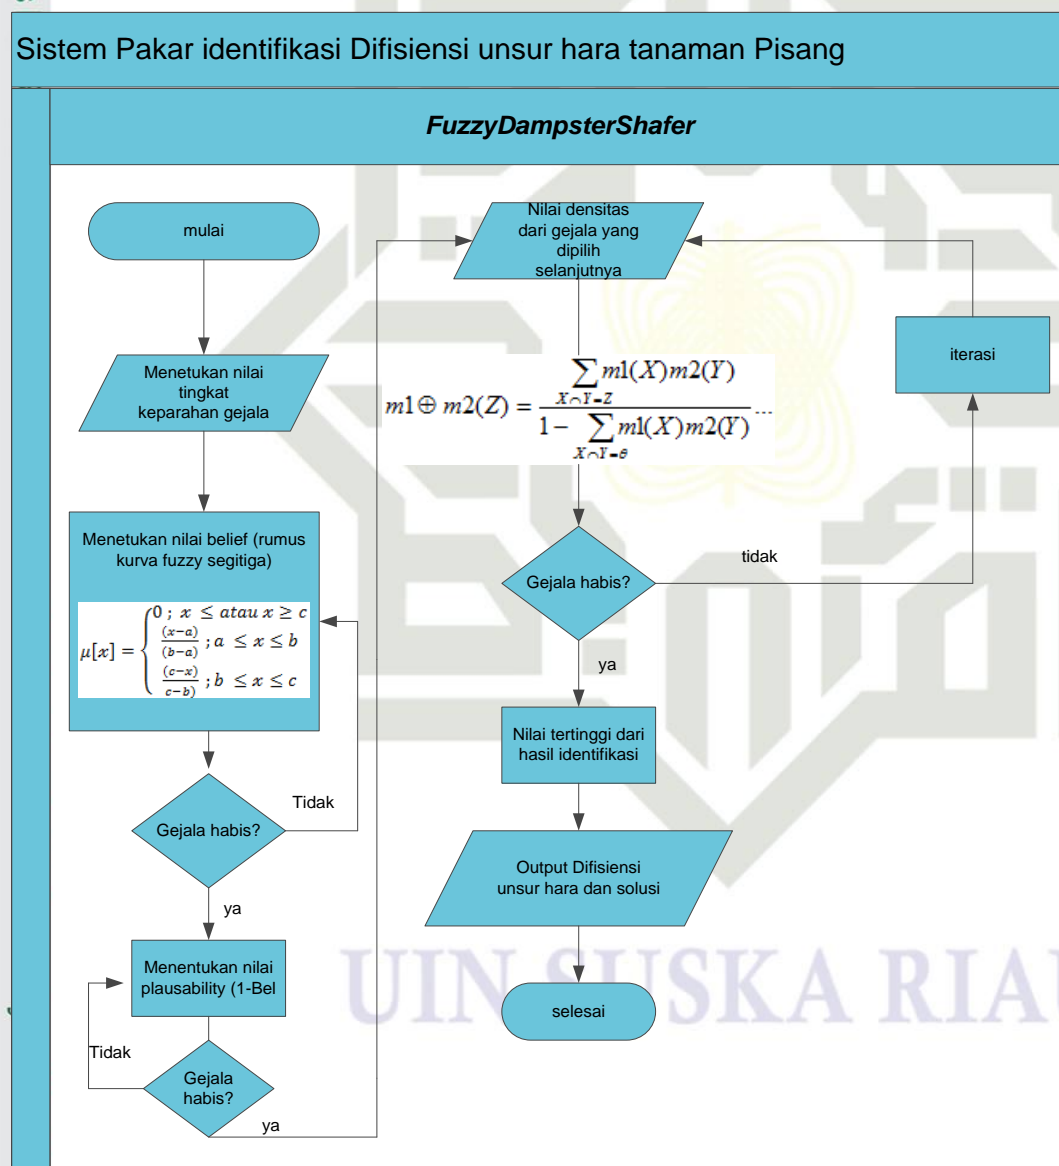 Sistem Pakar identifikasi Difisiensi unsur hara tanaman Pisang
FuzzyDampsterShafer
mulai
Menetukan nilai
tingkat
keparahan gejala
Menetukan nilai belief (rumus
kurva fuzzy segitiga)
μ[x] = { 0 ; x ≤ atau x ≥ c
(x−a)/(b−a) ; a ≤ x ≤ b
(c−x)/c−b) ; b ≤ x ≤ c
Gejala habis?
Tidak
ya
Menentukan nilai
plausability (1-Bel
Tidak
Gejala
habis?
ya
Nilai densitas
dari gejala yang
dipilih
selanjutnya
m1 ⊕ m2(Z) = ∑ m1(X)m2(Y) ...
X∩Y=Z
1 − ∑ m1(X)m2(Y)
X∩Y=θ
Gejala habis?
tidak
iterasi
ya
Nilai tertinggi dari
hasil identifikasi
Output Difisiensi
unsur hara dan solusi
selesai
UIN SUSKA RIAU